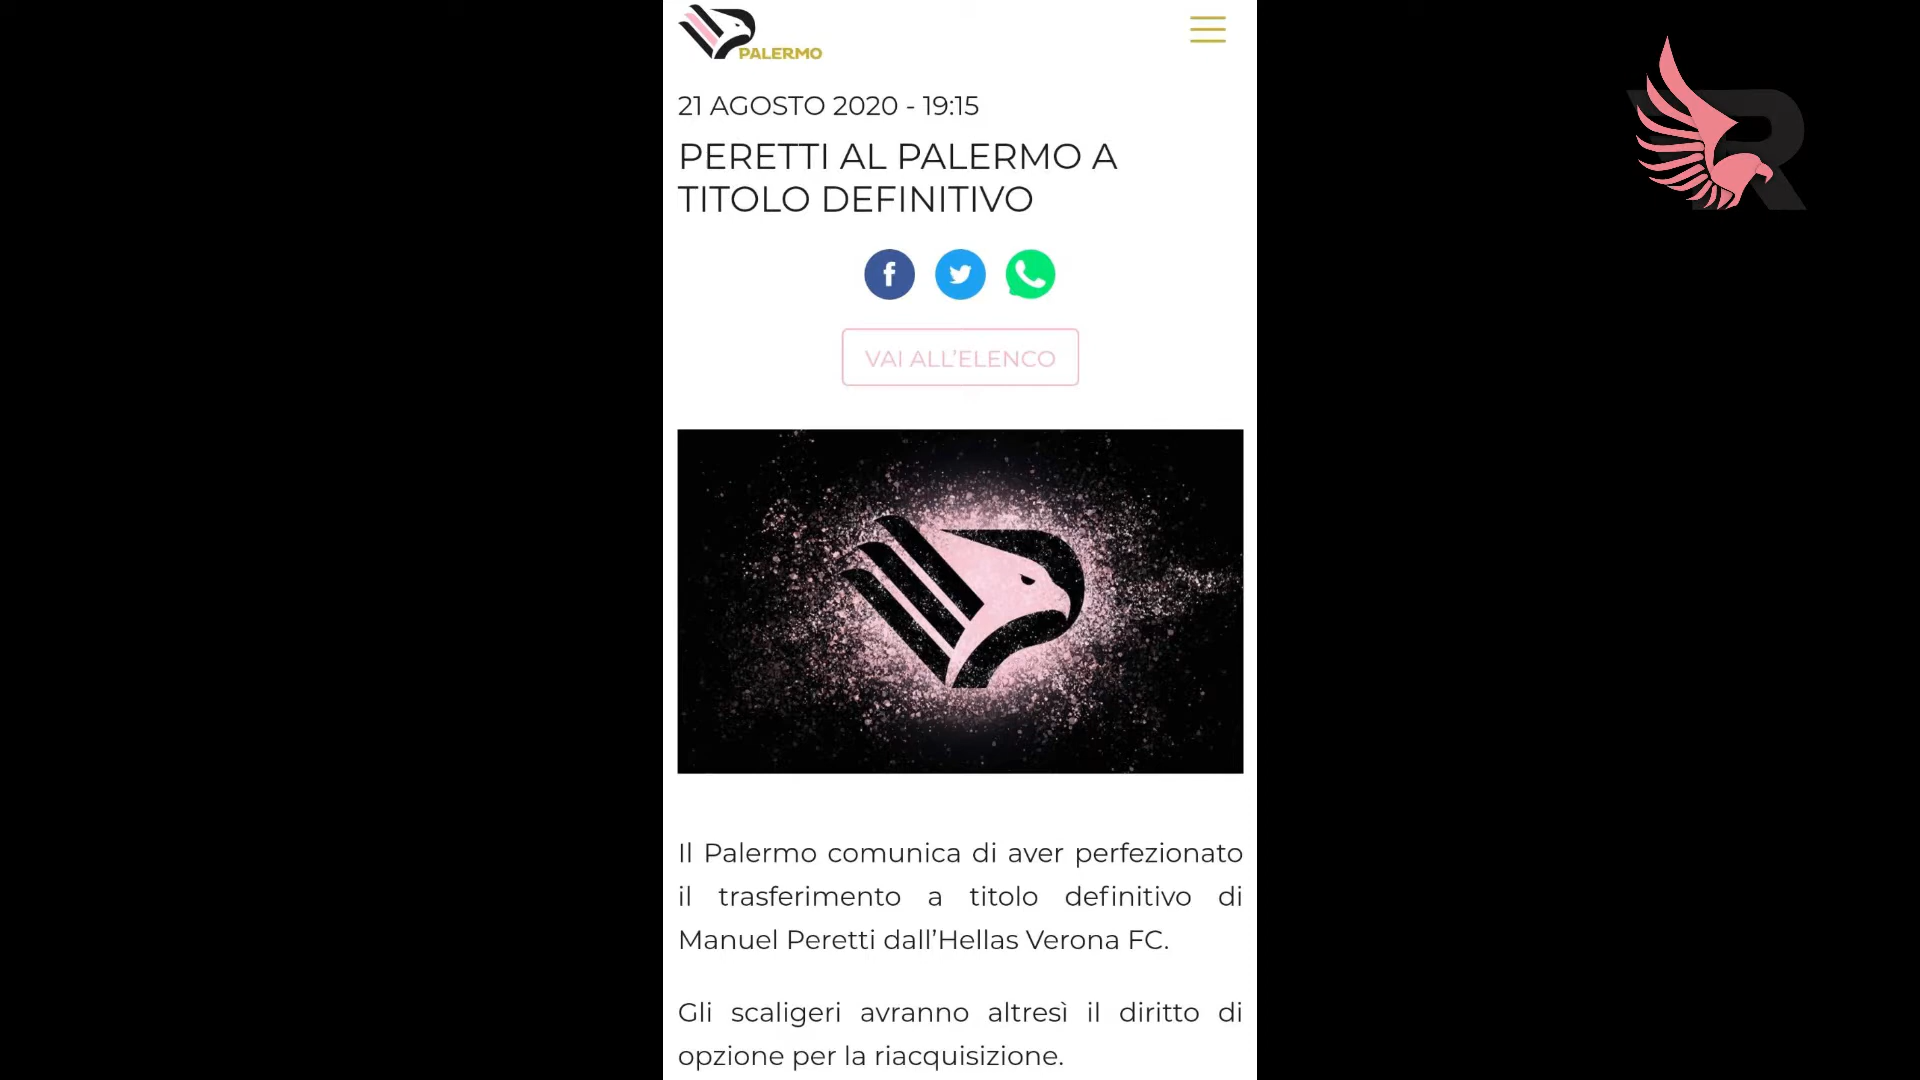 PALERMO
21 AGOSTO 2020 - 19:15
PERETTI AL PALERMO A
TITOLO DEFINITIVO
VAI ALL’ELENCO
Il Palermo comunica di aver perfezionato
il trasferimento a titolo definitivo di
Manuel Peretti dall’Hellas Verona FC.
Gli scaligeri avranno altresì il diritto di
opzione per la riacquisizione.
R